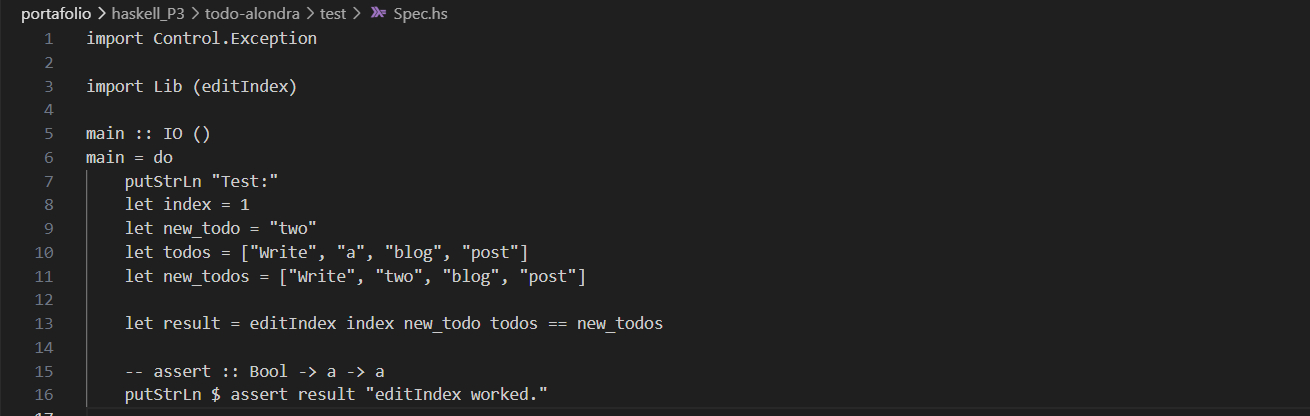 portafolio > haskell_P3 > todo-alondra > test > Spec.hs
1 import Control.Exception
2
3 import Lib (editIndex)
4
5 main :: IO ()
6 main = do
7     putStrLn "Test:"
8     let index = 1
9     let new_todo = "two"
10     let todos = ["Write", "a", "blog", "post"]
11     let new_todos = ["Write", "two", "blog", "post"]
12
13     let result = editIndex index new_todo todos == new_todos
14
15     -- assert :: Bool -> a -> a
16     putStrLn $ assert result "editIndex worked."
17